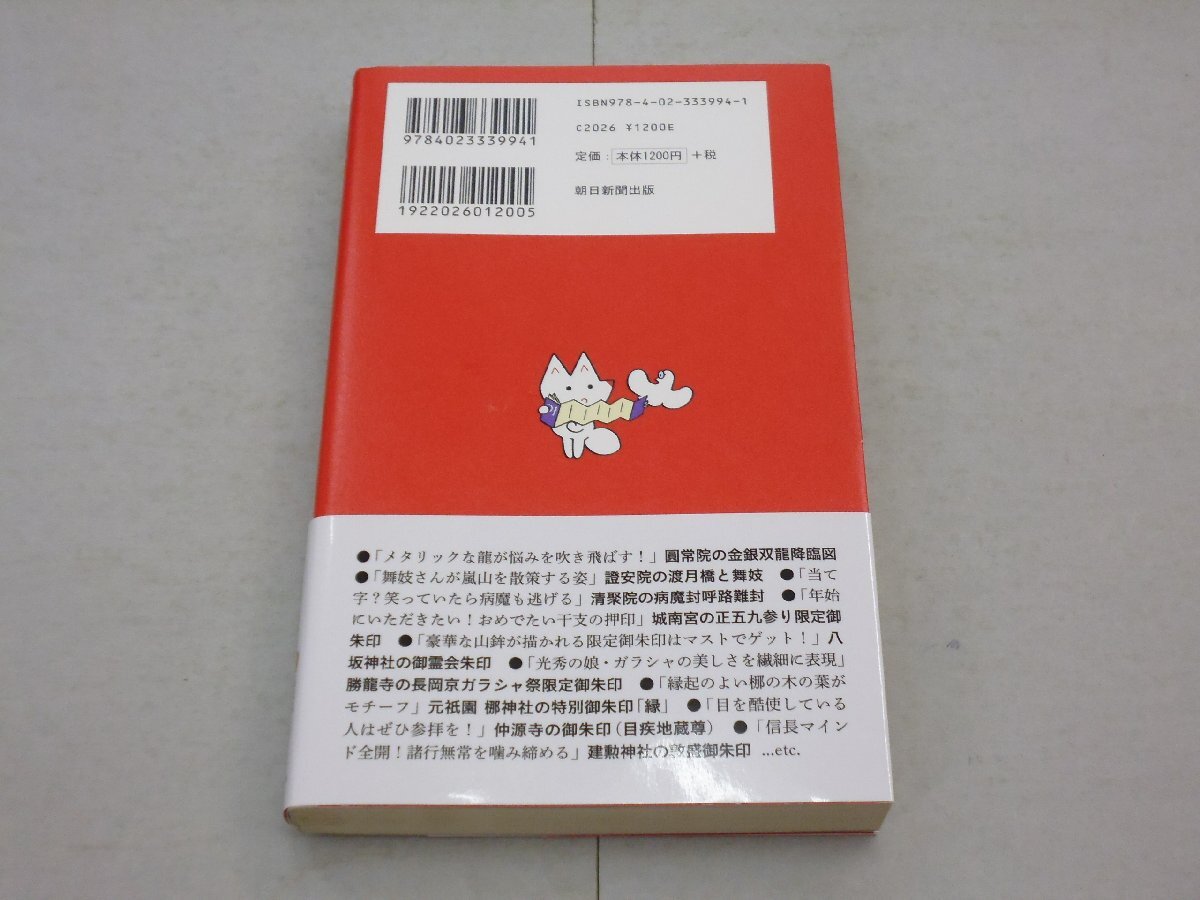 9784023339941
1922026012005
ISBN978-4-02-333994-1
C2026 ¥1200E
定価：本体1200円＋税
朝日新聞出版
●「メタリックな龍が悩みを吹き飛ばす！」圓常院の金銀双龍降臨図
●「舞妓さんが嵐山を散策する姿」證安院の渡月橋と舞妓 ●「当て
字？笑っていたら病魔も逃げる」清聚院の病魔封呼路難封 ●「年始
にいただきたい！おめでたい干支の押印」城南宮の正五九参り限定御
朱印 ●「豪華な山鉾が描かれる限定御朱印はマストでゲット！」八
坂神社の御霊会朱印 ●「光秀の娘・ガラシャの美しさを繊細に表現」
勝龍寺の長岡京ガラシャ祭限定御朱印 ●「縁起のよい梛の木の葉が
モチーフ」元祇園 梛神社の特別御朱印「縁」 ●「目を酷使している
人はぜひ参拝を！」仲源寺の御朱印（目疾地蔵尊） ●「信長マイン
ド全開！諸行無常を噛み締める」建勲神社の敦盛御朱印 …etc.